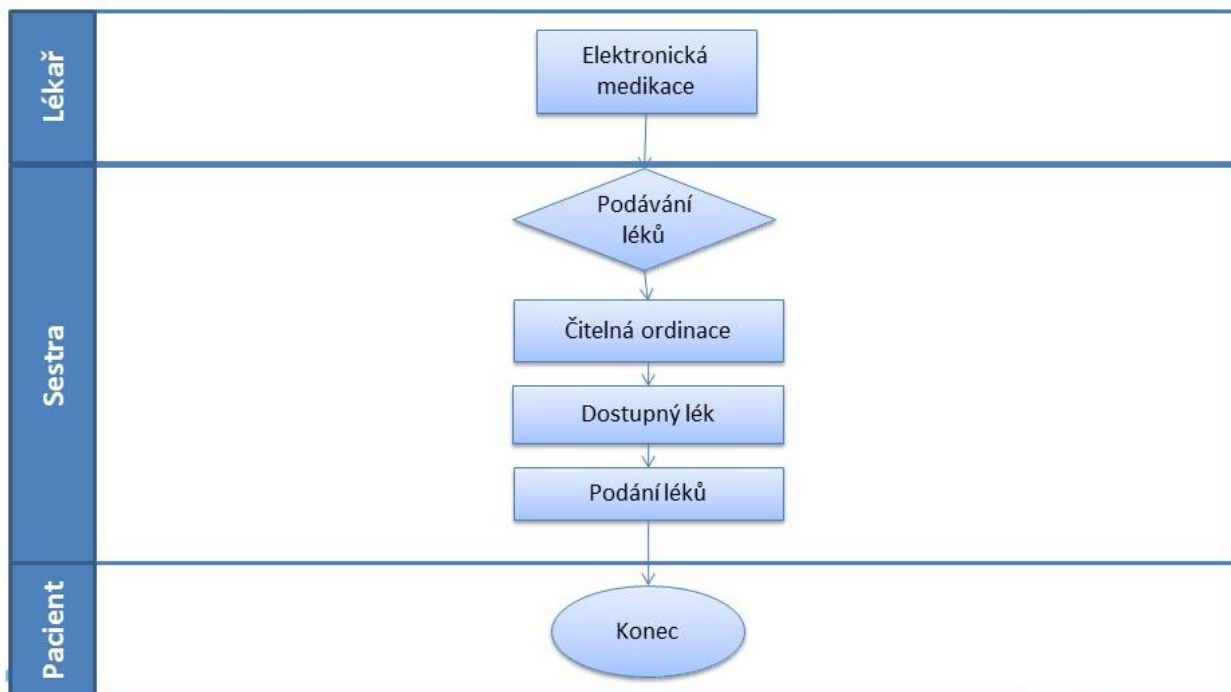 Lékař
Elektronická
medikace
Sestra
Podávání
léků
Čitelná ordinace
Dostupný lék
Podání léků
Pacient
Konec